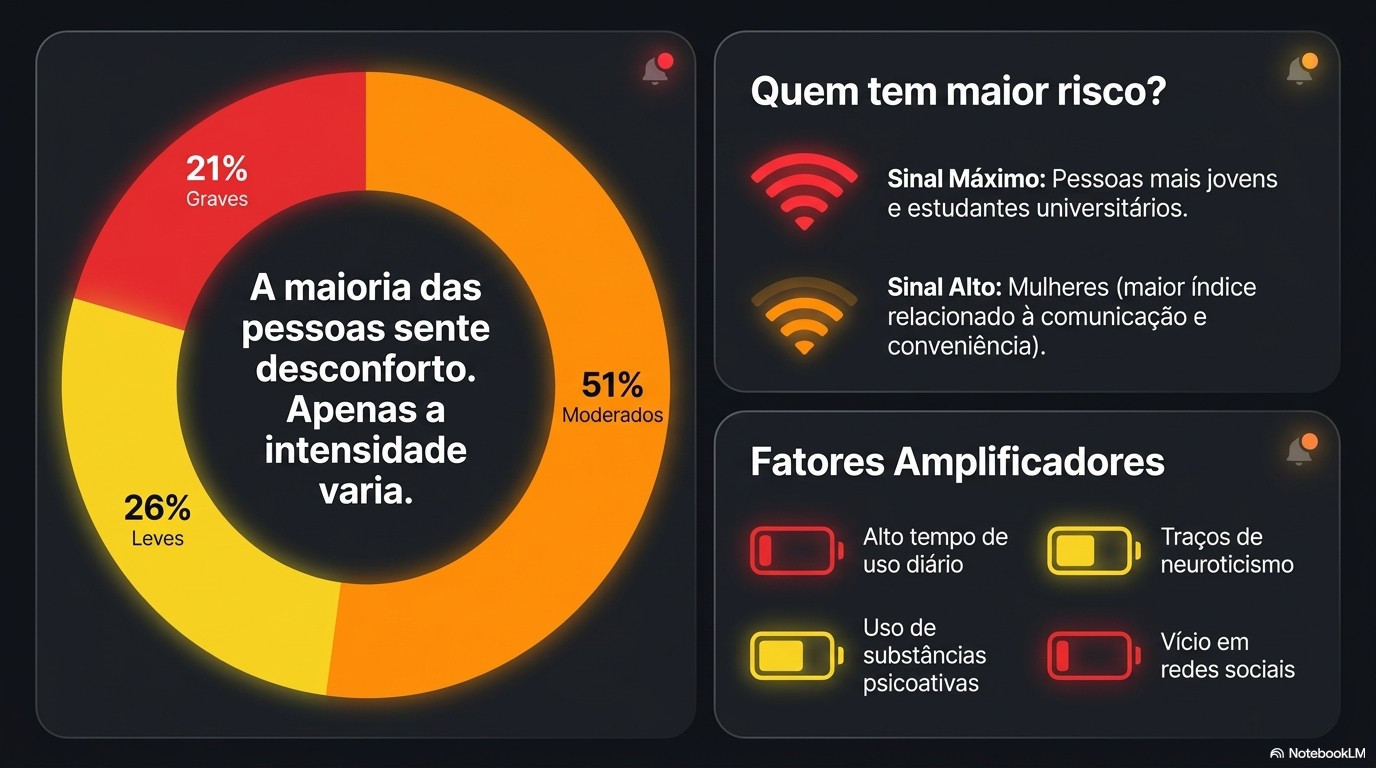 21%
Graves
A maioria das
pessoas sente
desconforto.
Apenas a
intensidade
varia.
51%
Moderados
26%
Leves
Quem tem maior risco?
Sinal Máximo: Pessoas mais jovens
e estudantes universitários.
Sinal Alto: Mulheres (maior índice
relacionado à comunicação e
conveniência).
Fatores Amplificadores
Alto tempo de
uso diário
Traços de
neuroticismo
Uso de
substâncias
psicoativas
Vício em
redes sociais
NotebookLM